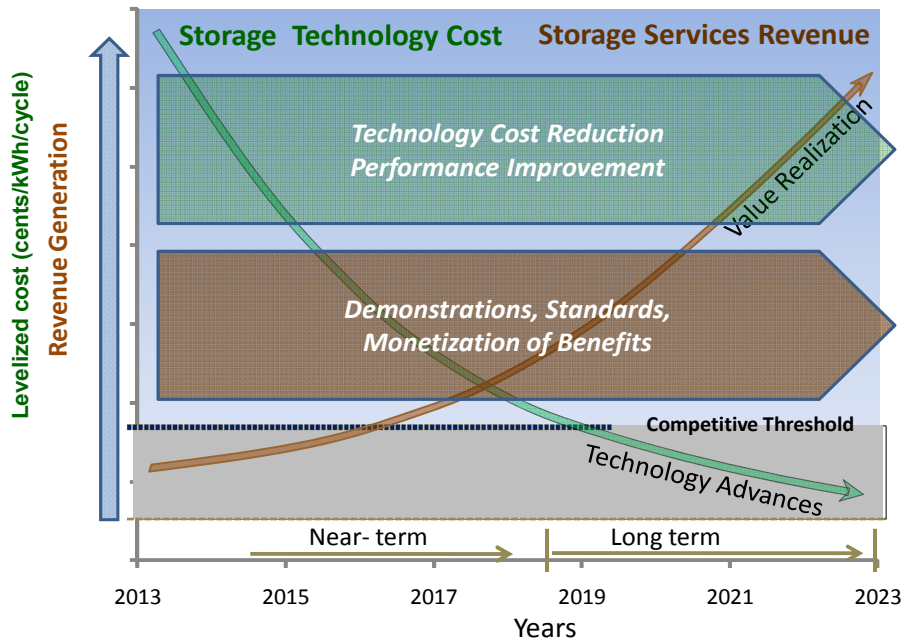 Storage Technology Cost
Storage Services Revenue
Levelized cost (cents/kWh/cycle)
Revenue Generation
Technology Cost Reduction
Performance Improvement
Value Realization
Demonstrations, Standards,
Monetization of Benefits
Competitive Threshold
Technology Advances
Near- term
Long term
2013
2015
2017
2019
2021
2023
Years